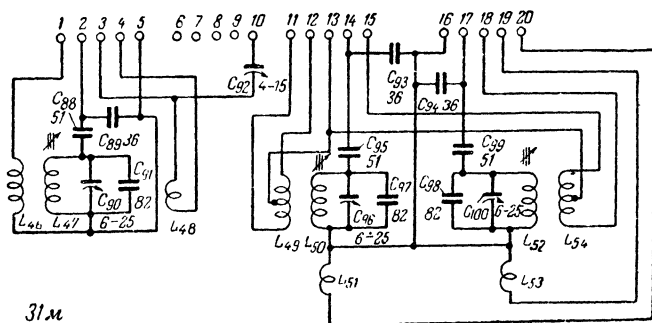 1 2 3 4 5 6 7 8 9 10 11 12 13 14 15 16 17 18 19 20
C92 4-15
C93
36
C94 36
C88
51
C89 36
C95
51
C99
51
C91
82
C90
6-25
C97
82
C96
6÷25
C98
82
C100
6-25
L46 L47 L48 L49 L50 L52 L54
L51 L53
31м